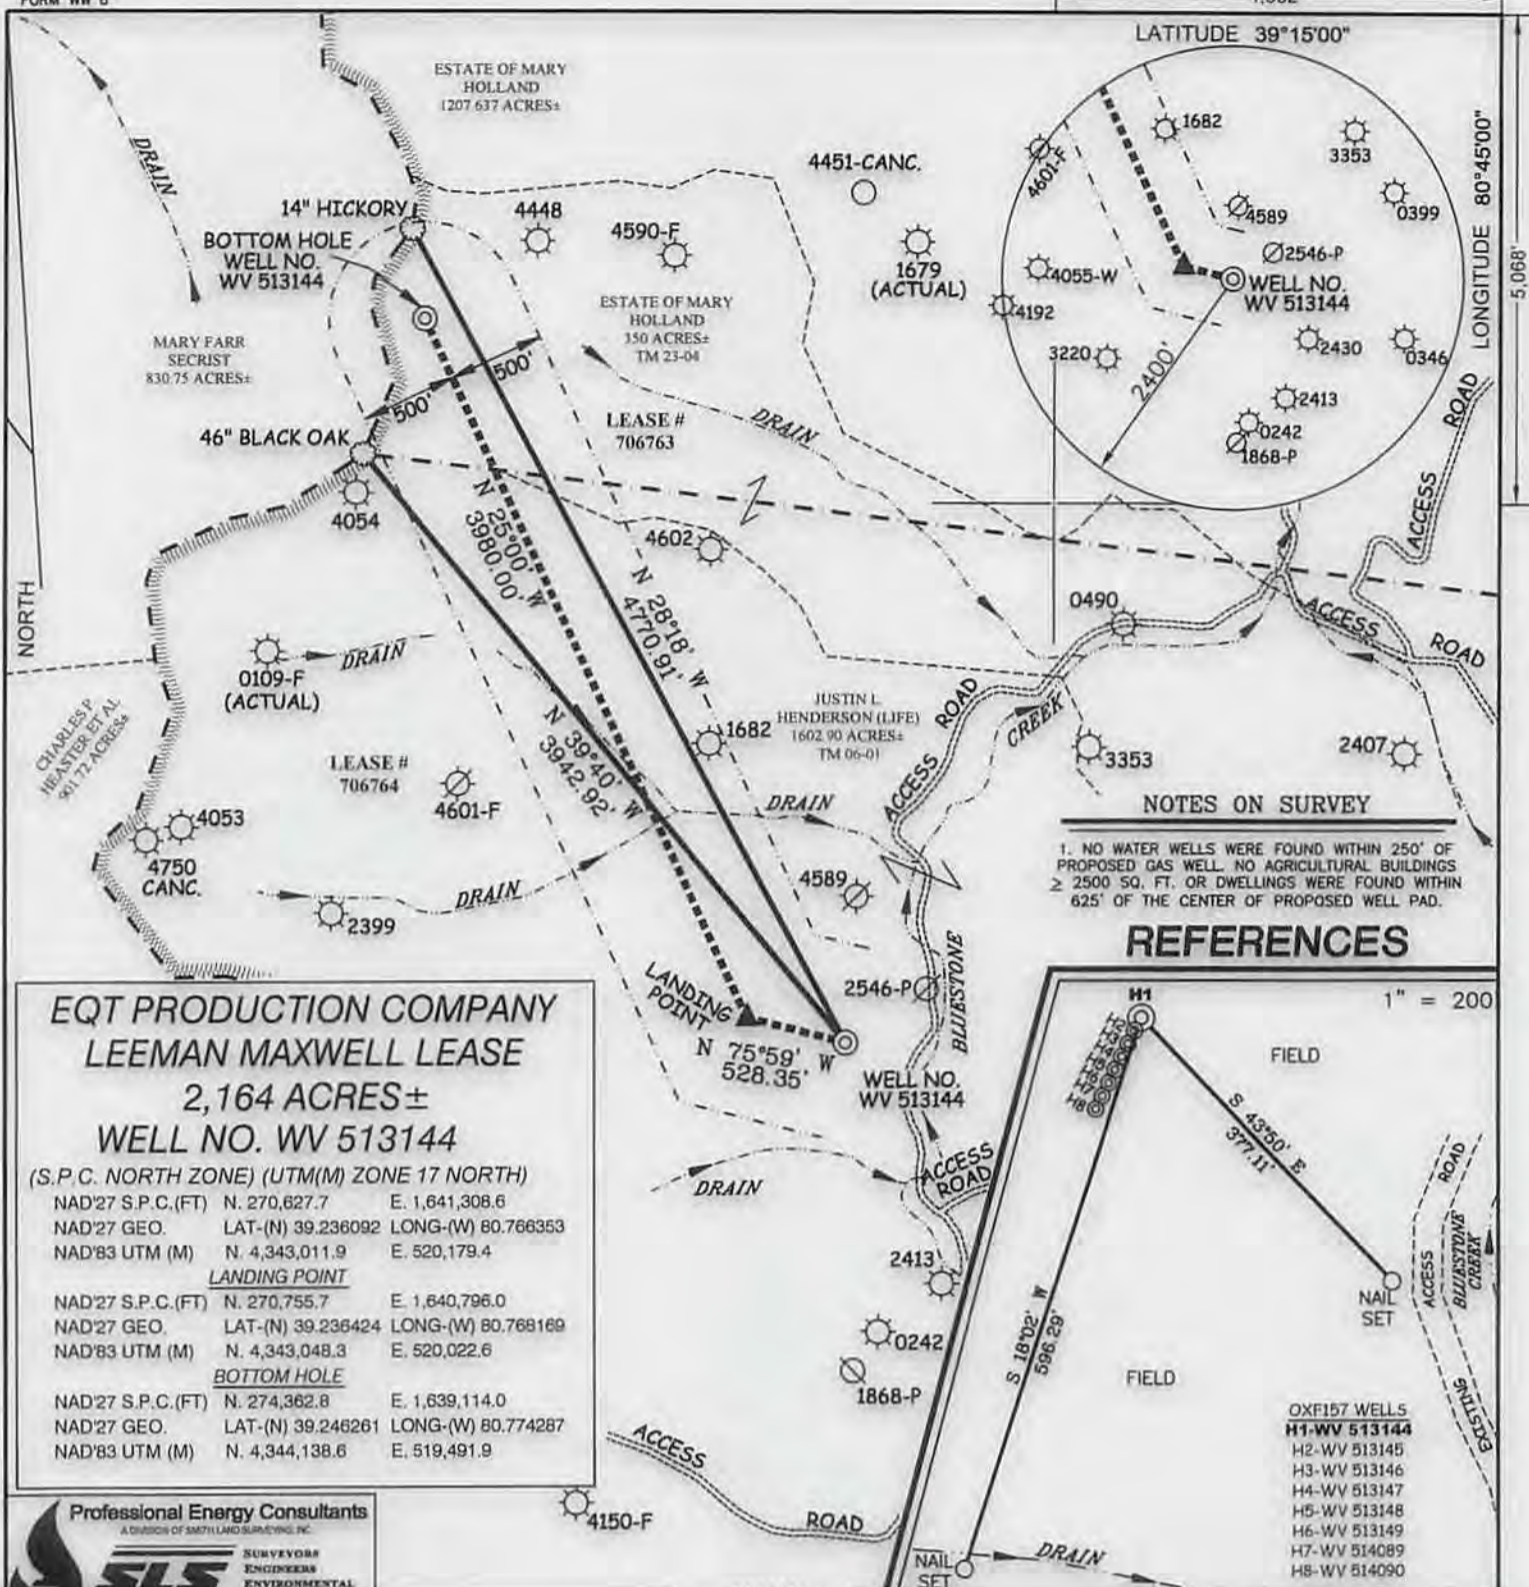 FORM WW-6
LATITUDE 39°15'00"
LONGITUDE 80°45'00"
5,068'
ESTATE OF MARY
HOLLAND
1207.637 ACRES±
DRAIN
14" HICKORY
BOTTOM HOLE
WELL NO.
WV 513144
4448
4590-F
4451-CANC.
1679
(ACTUAL)
ESTATE OF MARY
HOLLAND
350 ACRES±
TM 23-04
MARY FARR
SECRIST
830.75 ACRES±
500'
500'
LEASE #
706763
DRAIN
46" BLACK OAK
4054
1682
3353
4601-F
0399
4589
2546-P
4055-W
WELL NO.
WV 513144
4192
3220
2430
0346
2400'
2413
0242
1868-P
ACCESS
ROAD
NORTH
N 25°00' W
3980.00'
N 28°18' W
4770.91'
N 39°40' W
3942.92'
4602
0490
ACCESS
ROAD
0109-F
(ACTUAL)
DRAIN
CHARLES P
HEASTER ET AL
901.72 ACRES±
LEASE #
706764
4601-F
1682
JUSTIN L
HENDERSON (LIFE)
1602.90 ACRES±
TM 06-01
ACCESS
ROAD
CREEK
3353
2407
DRAIN
4053
4750
CANC.
2399
DRAIN
4589
2546-P
BLUESTONE
NOTES ON SURVEY
1. NO WATER WELLS WERE FOUND WITHIN 250' OF
PROPOSED GAS WELL. NO AGRICULTURAL BUILDINGS
≥ 2500 SQ. FT. OR DWELLINGS WERE FOUND WITHIN
625' OF THE CENTER OF PROPOSED WELL PAD.
REFERENCES
LANDING
POINT
N 75°59' W
528.35'
WELL NO.
WV 513144
DRAIN
ACCESS
ROAD
2413
0242
1868-P
4150-F
ACCESS
ROAD
EQT PRODUCTION COMPANY
LEEMAN MAXWELL LEASE
2,164 ACRES±
WELL NO. WV 513144
(S.P.C. NORTH ZONE) (UTM(M) ZONE 17 NORTH)
NAD'27 S.P.C.(FT) N. 270,627.7 E. 1,641,308.6
NAD'27 GEO. LAT-(N) 39.236092 LONG-(W) 80.766353
NAD'83 UTM (M) N. 4,343,011.9 E. 520,179.4
LANDING POINT
NAD'27 S.P.C.(FT) N. 270,755.7 E. 1,640,796.0
NAD'27 GEO. LAT-(N) 39.236424 LONG-(W) 80.768169
NAD'83 UTM (M) N. 4,343,048.3 E. 520,022.6
BOTTOM HOLE
NAD'27 S.P.C.(FT) N. 274,362.8 E. 1,639,114.0
NAD'27 GEO. LAT-(N) 39.246261 LONG-(W) 80.774287
NAD'83 UTM (M) N. 4,344,138.6 E. 519,491.9
Professional Energy Consultants
A DIVISION OF SMITH LAND SURVEYING, INC.
SLS
SURVEYORS
ENGINEERS
ENVIRONMENTAL
H1
1" = 200
FIELD
H7
H8
S 43°50' E
377.11'
S 18°02' W
596.29'
NAIL
SET
ROAD
ACCESS
EXISTING
BLUESTONE
CREEK
FIELD
OXF157 WELLS
H1-WV 513144
H2-WV 513145
H3-WV 513146
H4-WV 513147
H5-WV 513148
H6-WV 513149
H7-WV 514089
H8-WV 514090
NAIL
SET
DRAIN